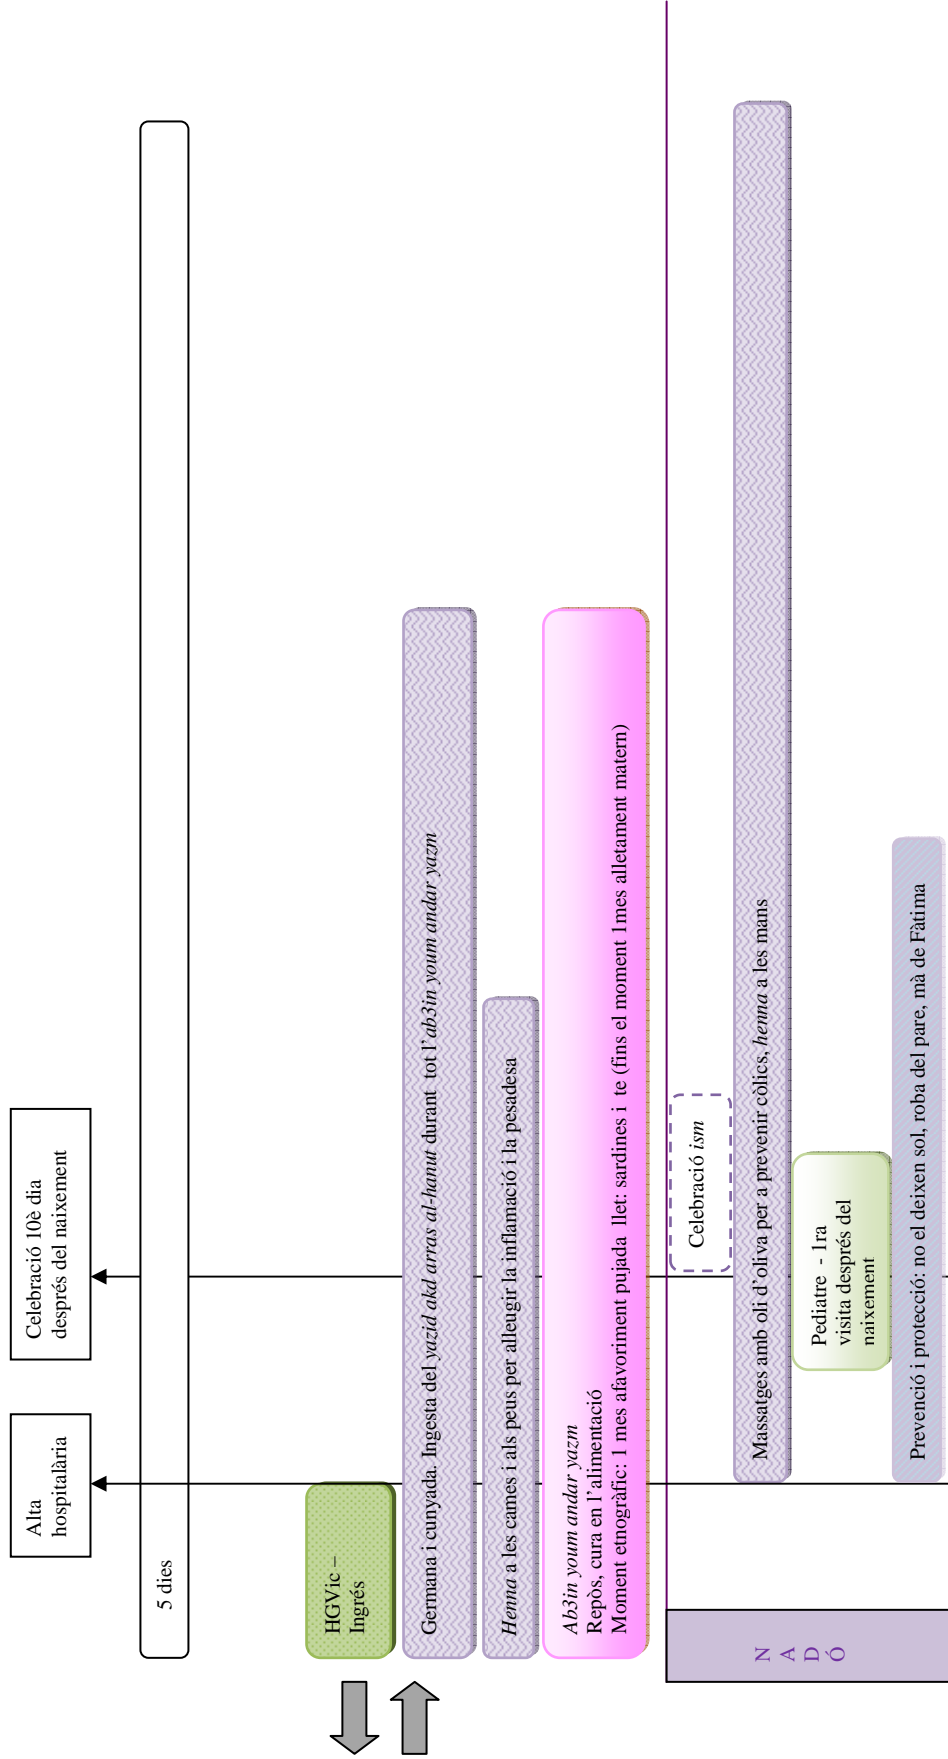 Alta
hospitalària
Celebració 10è dia
després del naixement
5 dies
HGVic –
Ingrés
Germana i cunyada. Ingesta del yazid akd arras al-hanut durant tot l’ab3in youm andar yazm
Henna a les cames i als peus per alleugir la inflamació i la pesadesa
Ab3in youm andar yazm
Repòs, cura en l’alimentació
Moment etnogràfic: 1 mes afavoriment pujada llet: sardines i te (fins el moment 1mes alletament matern)
Celebració ism
Massatges amb oli d’oliva per a prevenir còlics, henna a les mans
Pediatre - 1ra
visita després del
naixement
Prevenció i protecció: no el deixen sol, roba del pare, mà de Fàtima
N
A
D
Ó